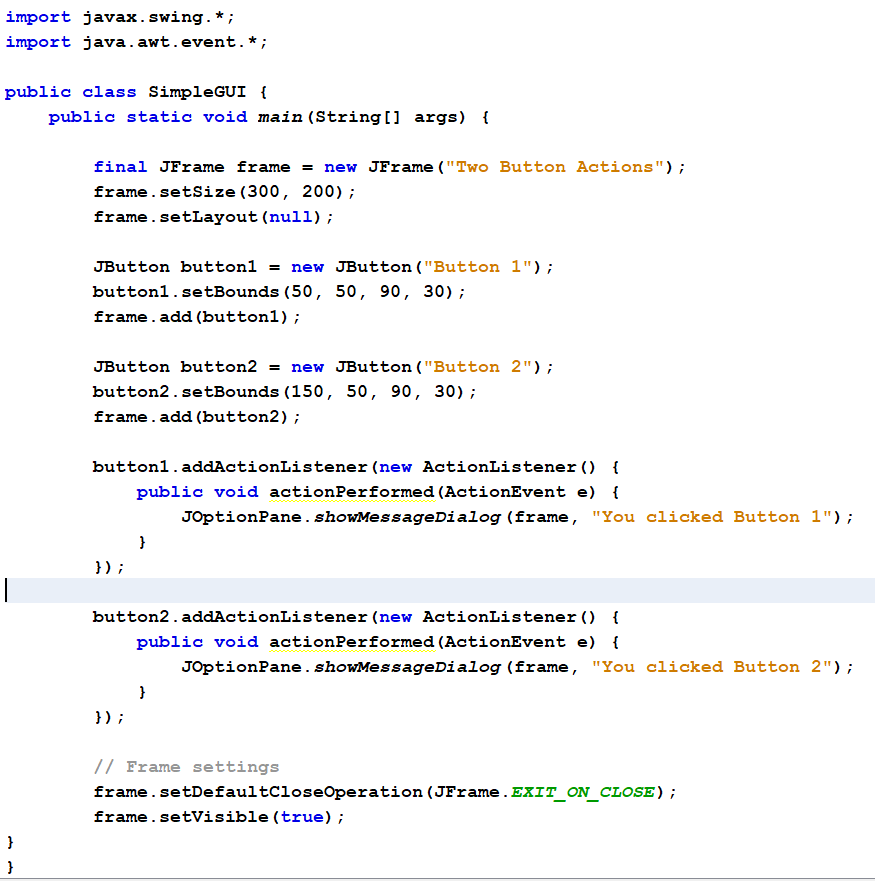 import javax.swing.*;
import java.awt.event.*;

public class SimpleGUI {
    public static void main(String[] args) {

        final JFrame frame = new JFrame("Two Button Actions");
        frame.setSize(300, 200);
        frame.setLayout(null);

        JButton button1 = new JButton("Button 1");
        button1.setBounds(50, 50, 90, 30);
        frame.add(button1);

        JButton button2 = new JButton("Button 2");
        button2.setBounds(150, 50, 90, 30);
        frame.add(button2);

        button1.addActionListener(new ActionListener() {
            public void actionPerformed(ActionEvent e) {
                JOptionPane.showMessageDialog(frame, "You clicked Button 1");
            }
        });

        button2.addActionListener(new ActionListener() {
            public void actionPerformed(ActionEvent e) {
                JOptionPane.showMessageDialog(frame, "You clicked Button 2");
            }
        });

        // Frame settings
        frame.setDefaultCloseOperation(JFrame.EXIT_ON_CLOSE);
        frame.setVisible(true);
}
}